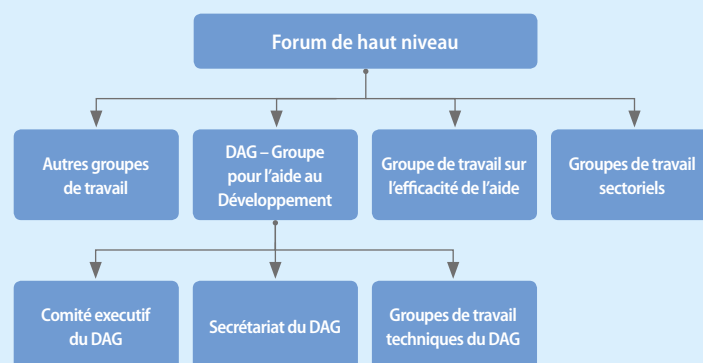 Forum de haut niveau
Autres groupes
de travail
DAG – Groupe
pour l'aide au
Développement
Groupe de travail sur
l'efficacité de l'aide
Groupes de travail
sectoriels
Comité executif
du DAG
Secrétariat du DAG
Groupes de travail
techniques du DAG